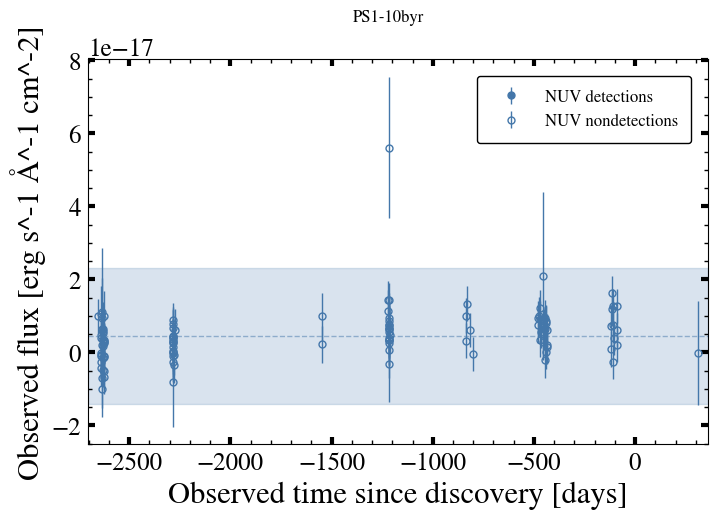 PS1-10byr
1e−17
8
6
4
2
0
−2
Observed flux [erg s^-1 Å^-1 cm^-2]
NUV detections
NUV nondetections
−2500 −2000 −1500 −1000 −500 0
Observed time since discovery [days]